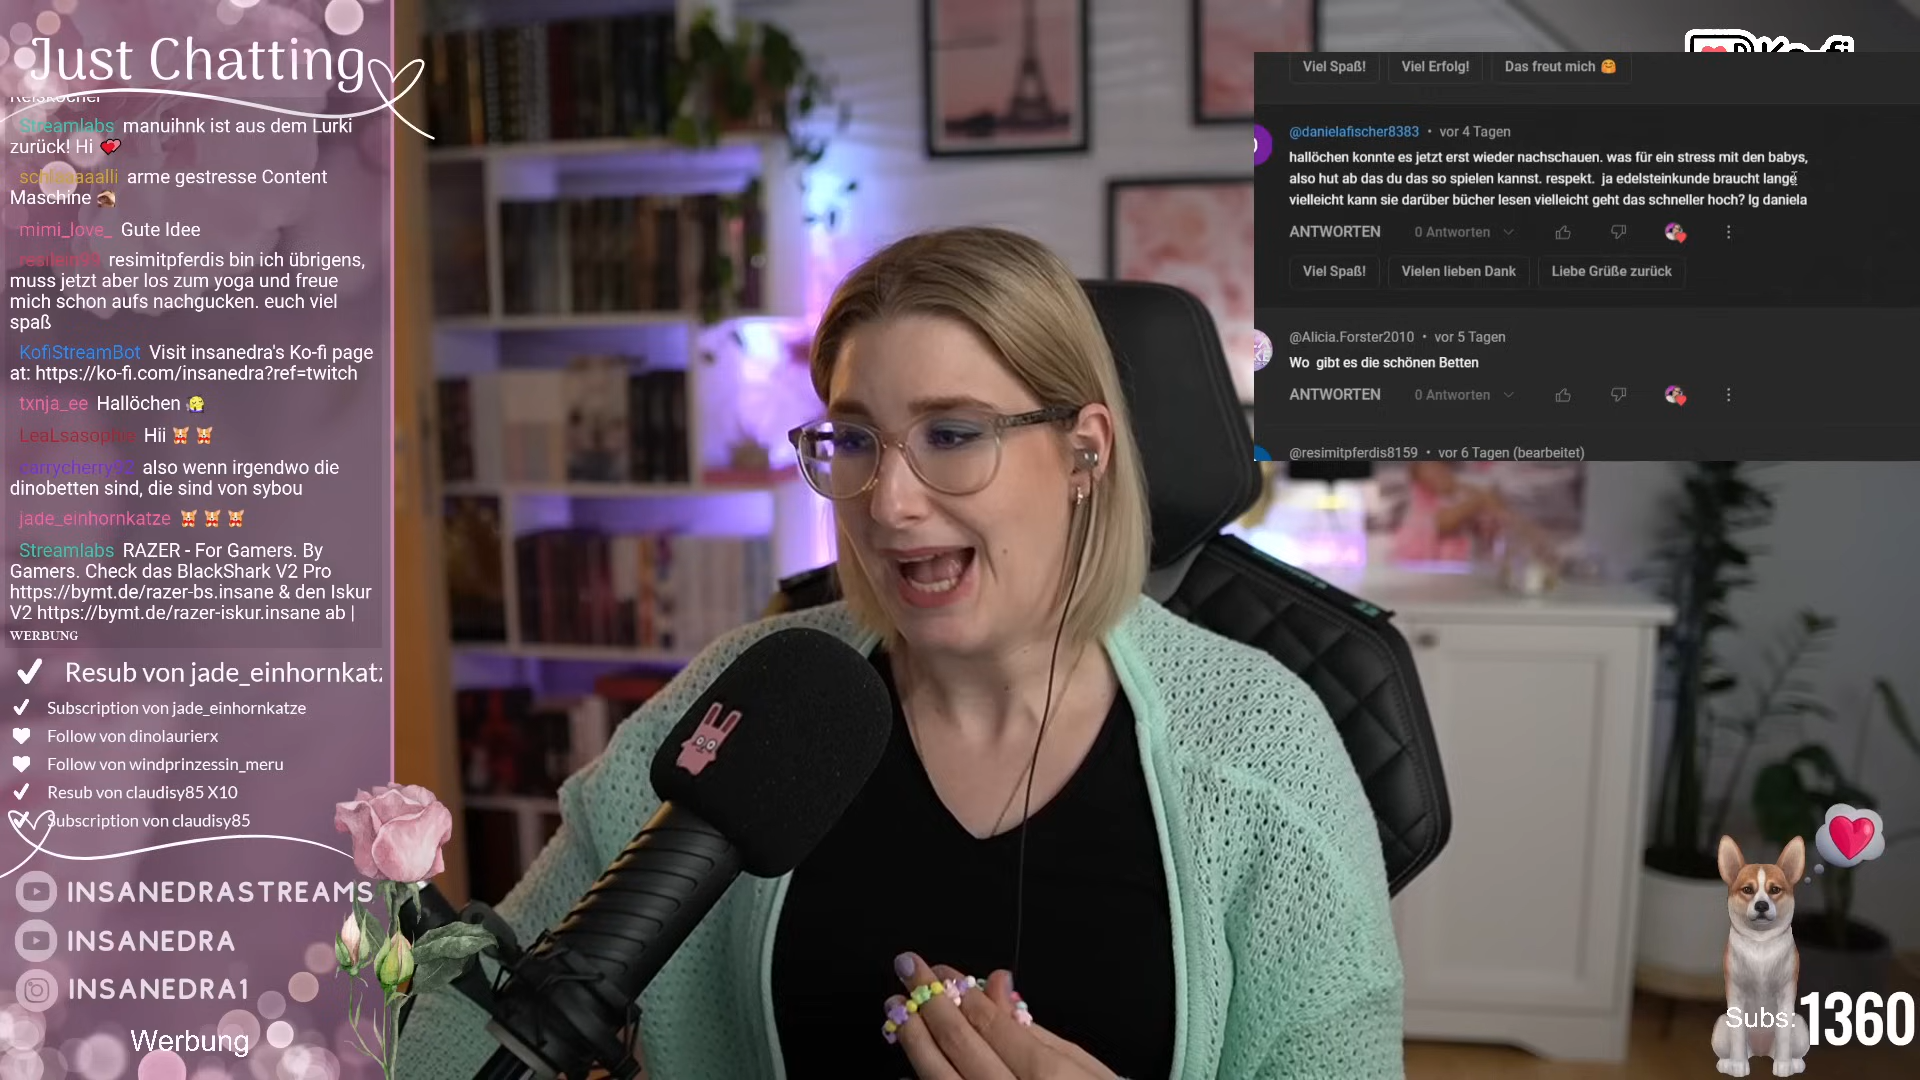 Just Chatting
Reiskocher
Streamlabs manuihnk ist aus dem Lurki
zurück! Hi 💕
arme gestresse Content
Maschine
mimi_love_ Gute Idee
resilein99 resimitpferdis bin ich übrigens,
muss jetzt aber los zum yoga und freue
mich schon aufs nachgucken. euch viel
spaß
KofiStreamBot Visit insanedra's Ko-fi page
at: https://ko-fi.com/insanedra?ref=twitch
txnja_ee Hallöchen
LeaLsasophie Hii
carrycherry92 also wenn irgendwo die
dinobetten sind, die sind von sybou
jade_einhornkatze
Streamlabs RAZER - For Gamers. By
Gamers. Check das BlackShark V2 Pro
https://bymt.de/razer-bs.insane & den Iskur
V2 https://bymt.de/razer-iskur.insane ab |
WERBUNG
Resub von jade_einhornkatz
Subscription von jade_einhornkatze
Follow von dinolaurierx
Follow von windprinzessin_meru
Resub von claudisy85 X10
Subscription von claudisy85
INSANEDRASTREAMS
INSANEDRA
INSANEDRA1
Werbung
Ko-fi
Viel Spaß! Viel Erfolg! Das freut mich 🤗
@danielafischer8383 • vor 4 Tagen
hallöchen konnte es jetzt erst wieder nachschauen. was für ein stress mit den babys,
also hut ab das du das so spielen kannst. respekt. ja edelsteinkunde braucht lange
vielleicht kann sie darüber bücher lesen vielleicht geht das schneller hoch? lg daniela
ANTWORTEN 0 Antworten
Viel Spaß! Vielen lieben Dank Liebe Grüße zurück
@Alicia.Forster2010 • vor 5 Tagen
Wo gibt es die schönen Betten
ANTWORTEN 0 Antworten
@resimitpferdis8159 • vor 6 Tagen (bearbeitet)
Subs: 1360